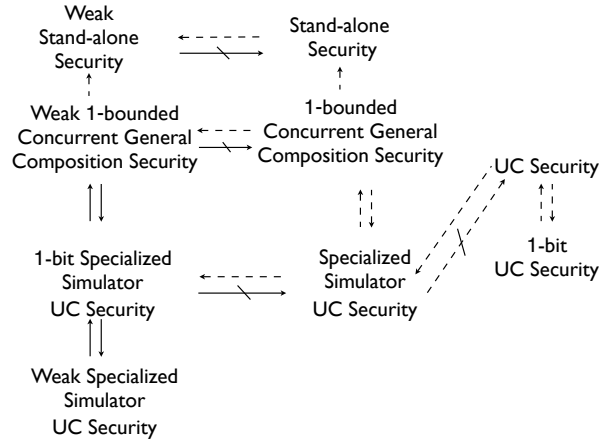 Weak
Stand-alone
Security
Stand-alone
Security
Weak 1-bounded
Concurrent General
Composition Security
1-bounded
Concurrent General
Composition Security
UC Security
1-bit
UC Security
1-bit Specialized
Simulator
UC Security
Specialized
Simulator
UC Security
Weak Specialized
Simulator
UC Security